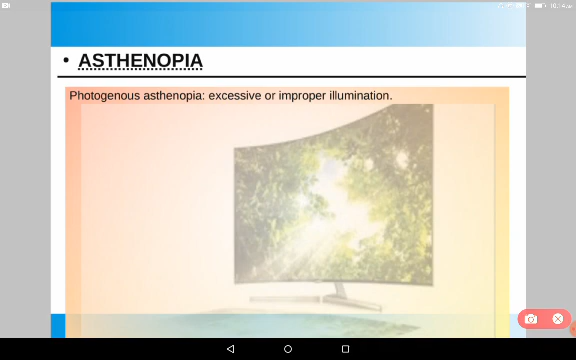 • ASTHENOPIA
Photogenous asthenopia: excessive or improper illumination.